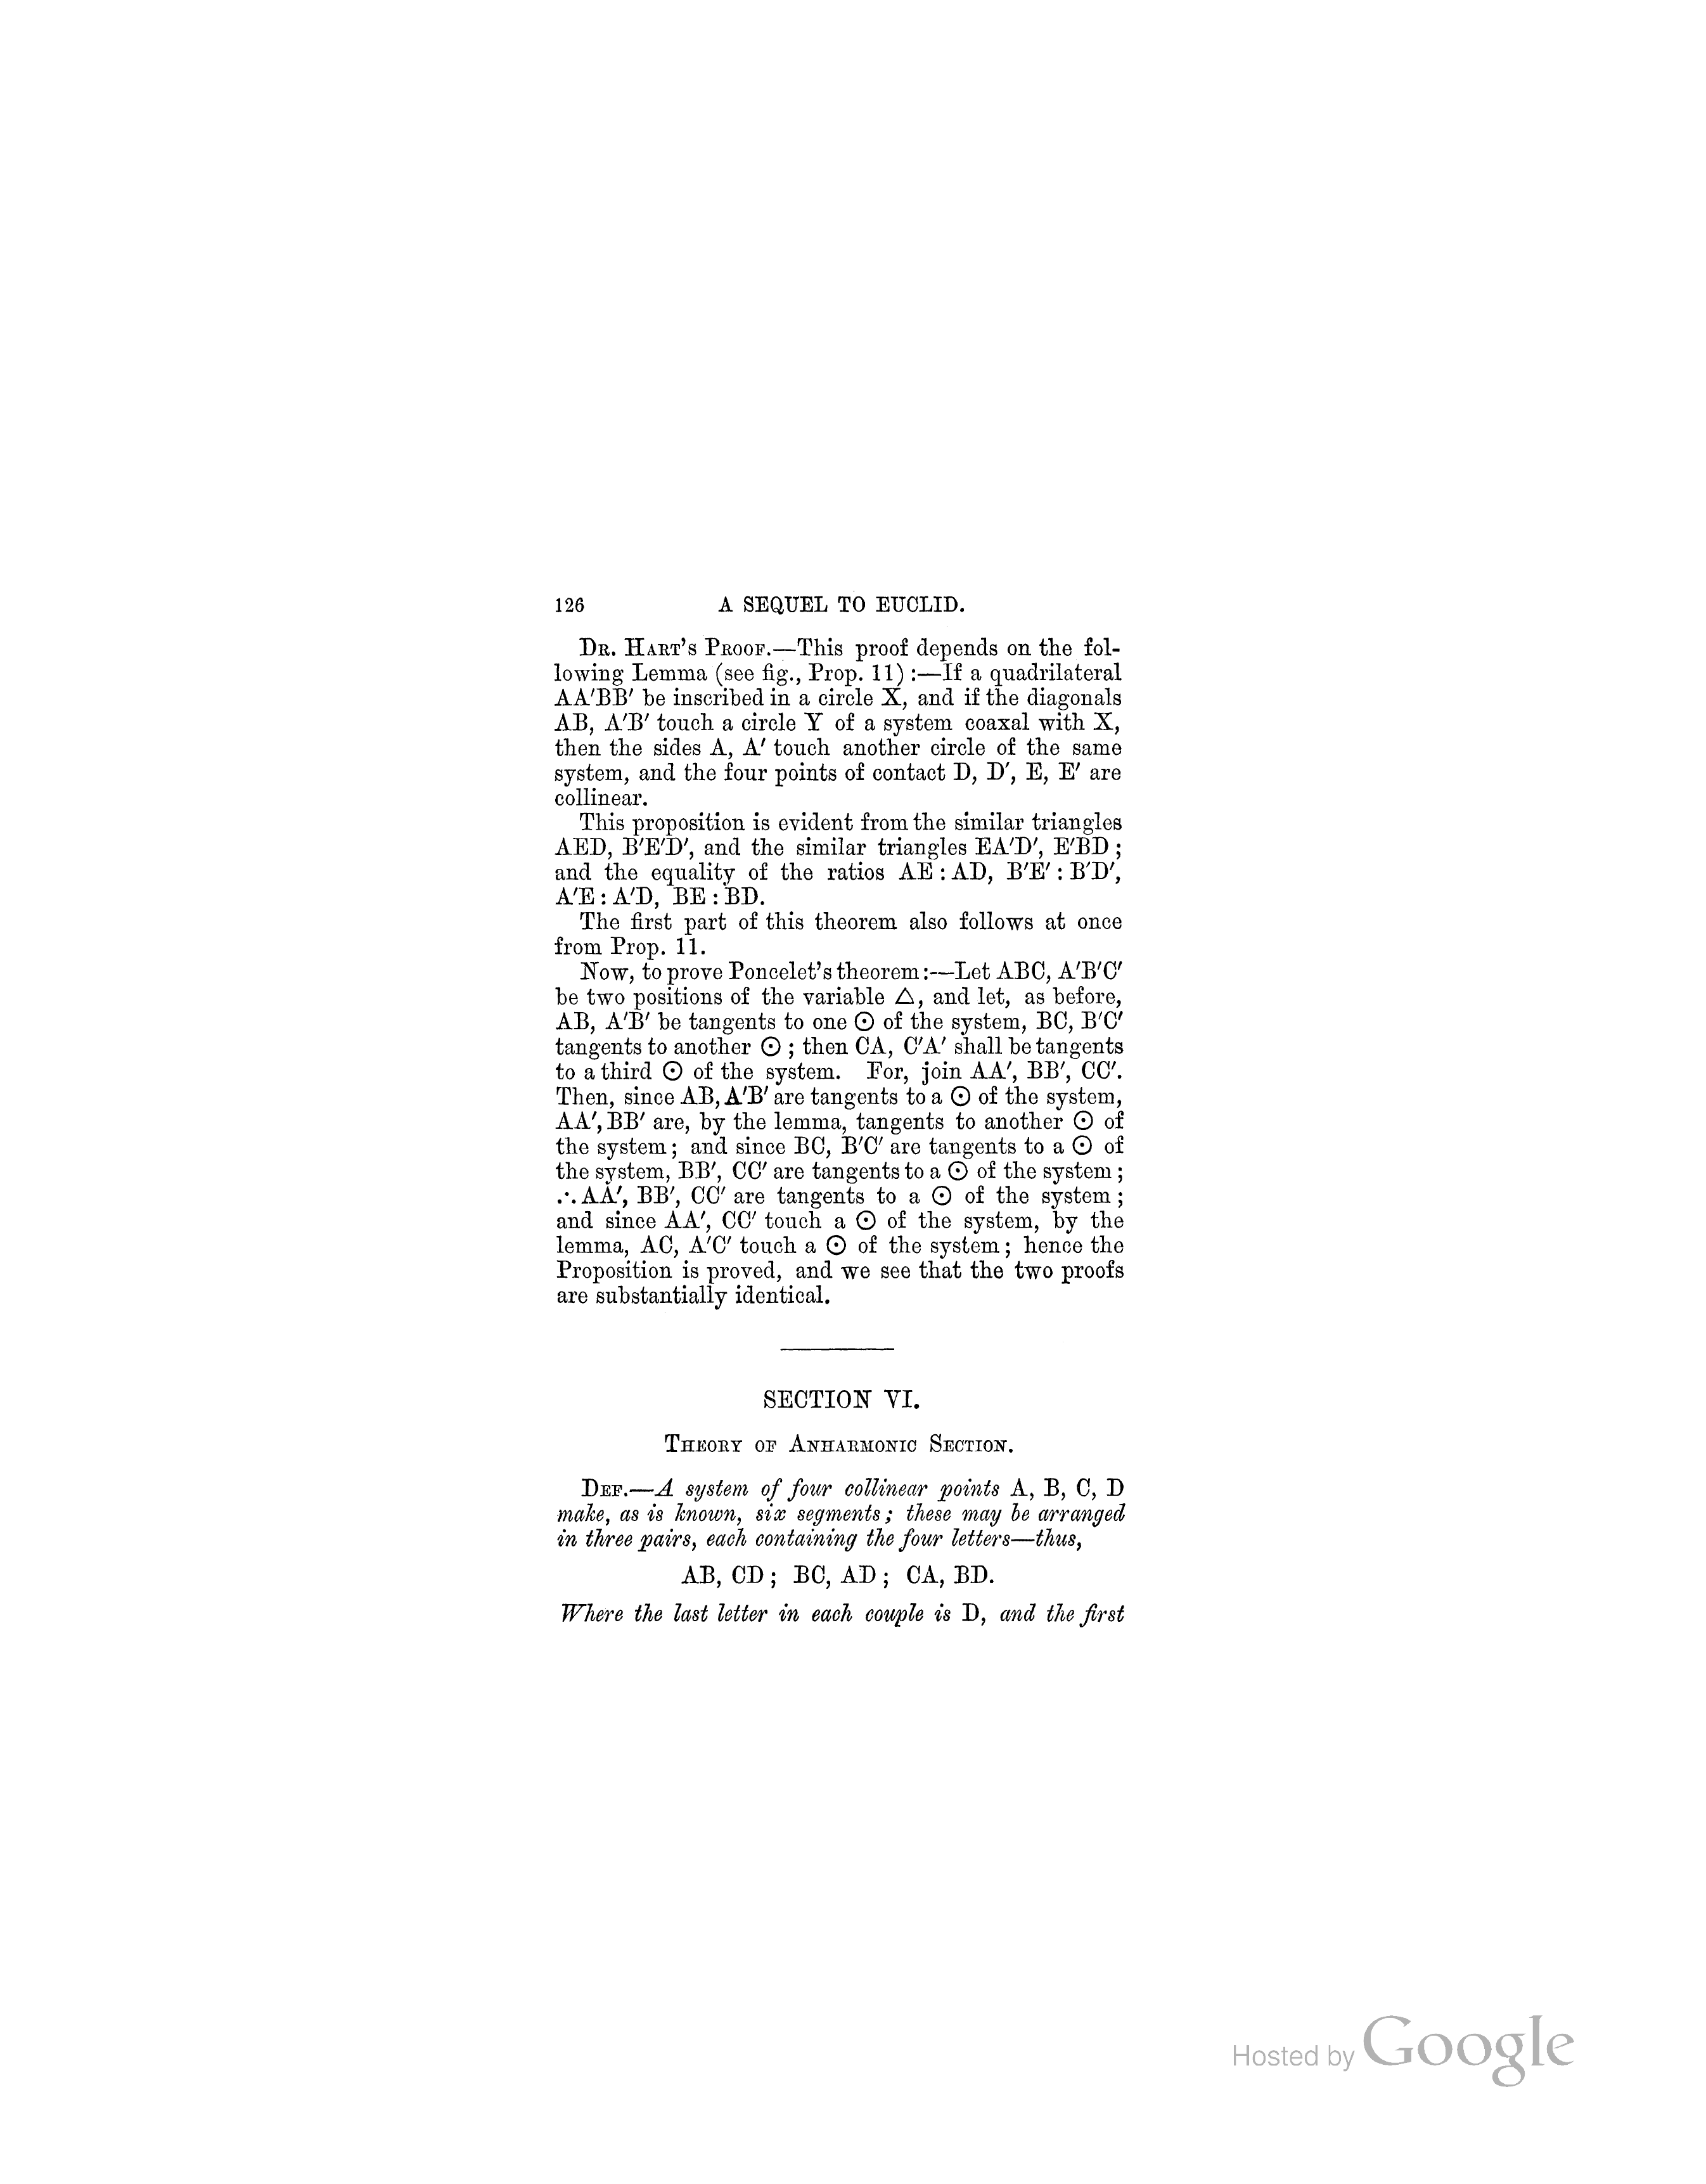 126 A SEQUEL TO EUCLID.
DR. HART'S PROOF.—This proof depends on the fol-
lowing Lemma (see fig., Prop. 11) :—If a quadrilateral
AA′BB′ be inscribed in a circle X, and if the diagonals
AB, A′B′ touch a circle Y of a system coaxal with X,
then the sides A, A′ touch another circle of the same
system, and the four points of contact D, D′, E, E′ are
collinear.
This proposition is evident from the similar triangles
AED, B′E′D′, and the similar triangles EA′D′, E′BD ;
and the equality of the ratios AE : AD, B′E′ : B′D′,
A′E : A′D, BE : BD.
The first part of this theorem also follows at once
from Prop. 11.
Now, to prove Poncelet's theorem :—Let ABC, A′B′C′
be two positions of the variable △, and let, as before,
AB, A′B′ be tangents to one ⊙ of the system, BC, B′C′
tangents to another ⊙ ; then CA, C′A′ shall be tangents
to a third ⊙ of the system. For, join AA′, BB′, CC′.
Then, since AB, A′B′ are tangents to a ⊙ of the system,
AA′, BB′ are, by the lemma, tangents to another ⊙ of
the system ; and since BC, B′C′ are tangents to a ⊙ of
the system, BB′, CC′ are tangents to a ⊙ of the system ;
∴ AA′, BB′, CC′ are tangents to a ⊙ of the system ;
and since AA′, CC′ touch a ⊙ of the system, by the
lemma, AC, A′C′ touch a ⊙ of the system ; hence the
Proposition is proved, and we see that the two proofs
are substantially identical.
SECTION VI.
THEORY OF ANHARMONIC SECTION.
DEF.—A system of four collinear points A, B, C, D
make, as is known, six segments ; these may be arranged
in three pairs, each containing the four letters—thus,
AB, CD ; BC, AD ; CA, BD.
Where the last letter in each couple is D, and the first
Hosted by Google